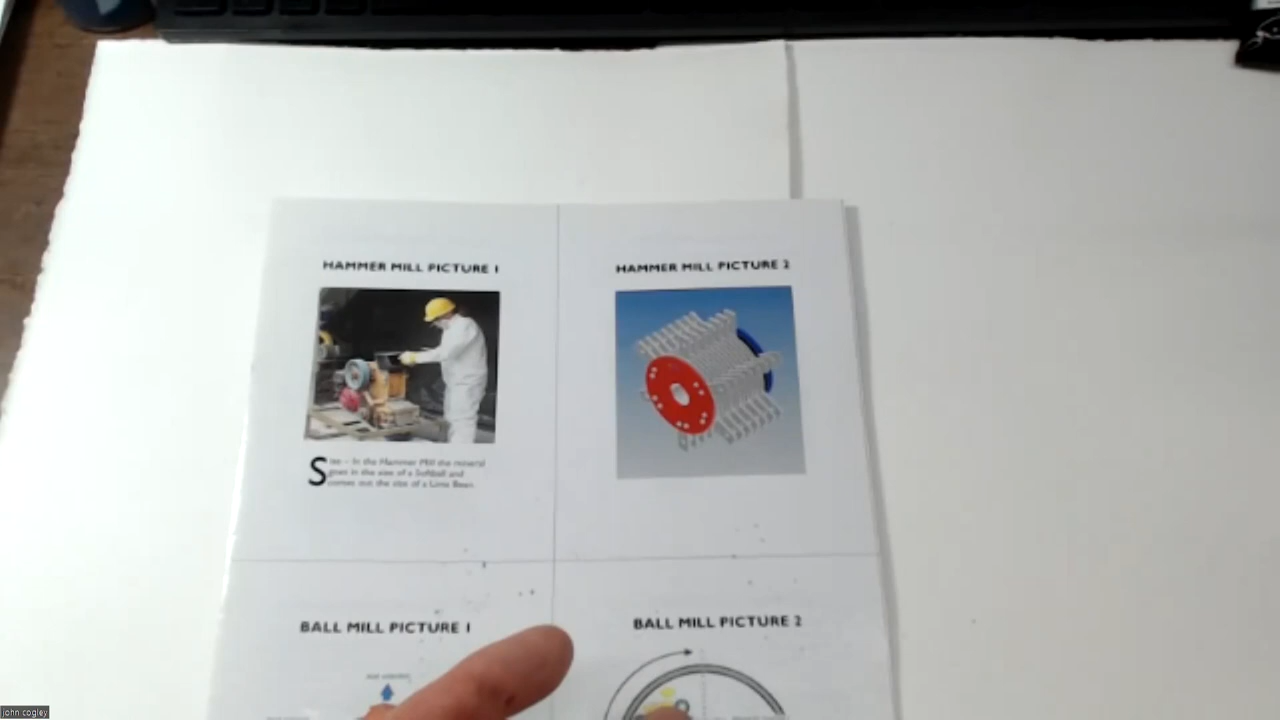 HAMMER MILL PICTURE 1
HAMMER MILL PICTURE 2
Size – In the Hammer Mill the mineral
goes in the size of a Softball and
comes out the size of a Lima Bean.
BALL MILL PICTURE 1
BALL MILL PICTURE 2
john cogley